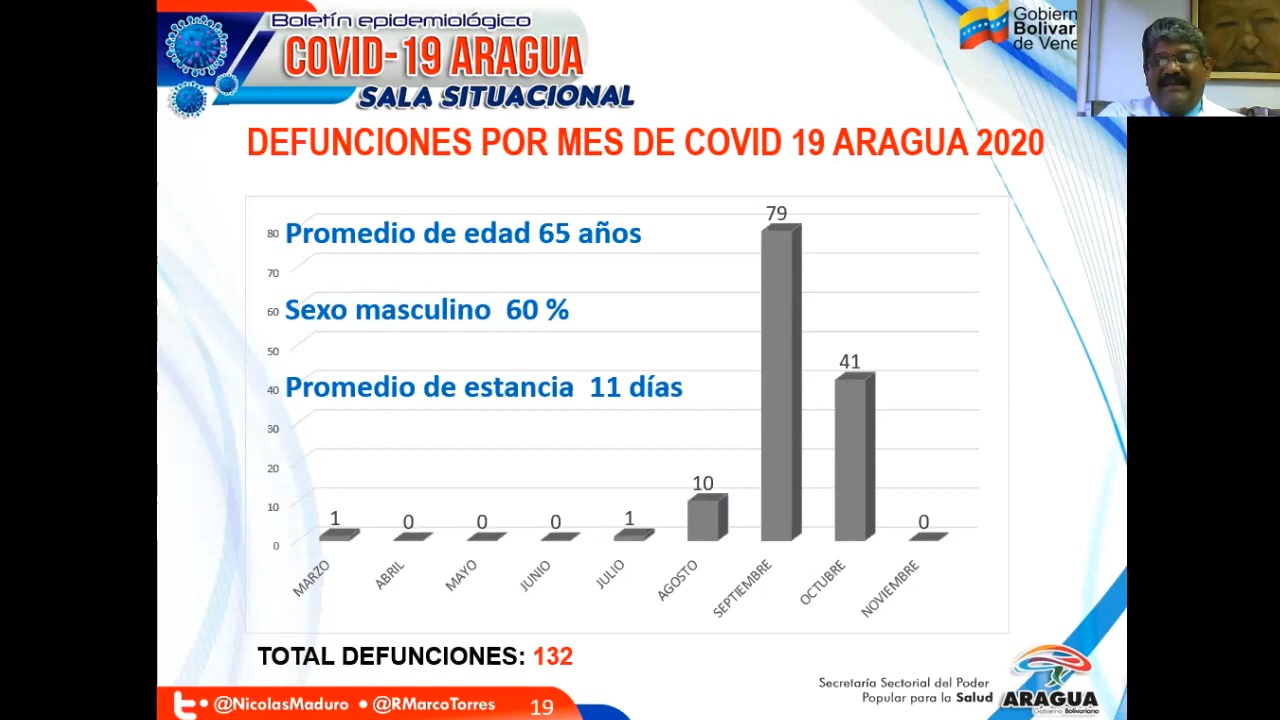 Boletín epidemiológico
COVID-19 ARAGUA
SALA SITUACIONAL
Gobiern
Bolivar
de Vene
DEFUNCIONES POR MES DE COVID 19 ARAGUA 2020
Promedio de edad 65 años
Sexo masculino 60 %
Promedio de estancia 11 días
80
70
60
50
40
30
20
10
0
1
0
0
0
1
10
79
41
0
MARZO
ABRIL
MAYO
JUNIO
JULIO
AGOSTO
SEPTIEMBRE
OCTUBRE
NOVIEMBRE
TOTAL DEFUNCIONES: 132
Secretaría Sectorial del Poder
Popular para la Salud
ARAGUA
Gobierno Bolivariano
@NicolasMaduro • @RMarcoTorres
19